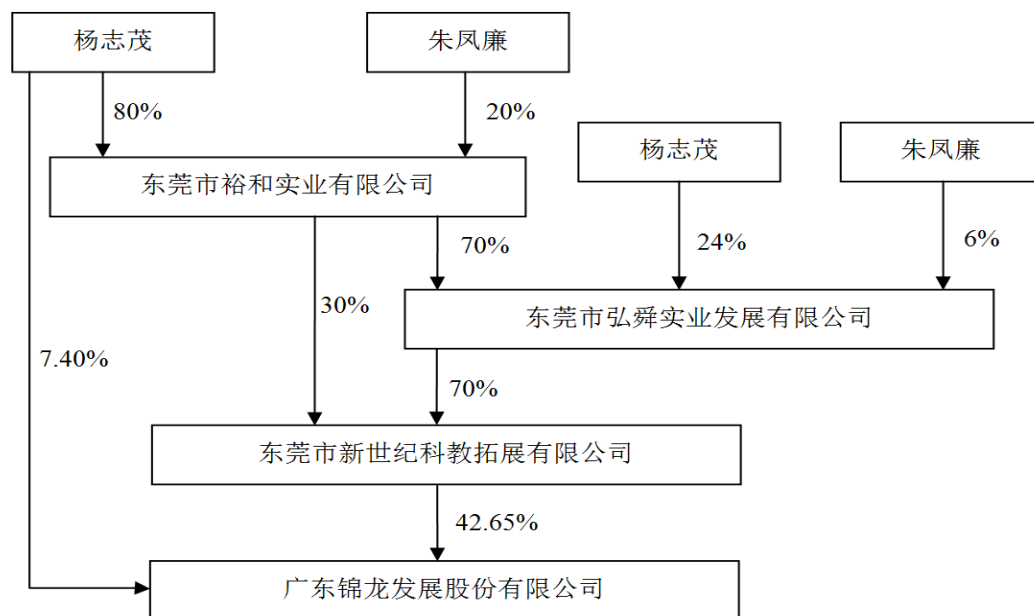 杨志茂
朱凤廉
80%
20%
杨志茂
朱凤廉
东莞市裕和实业有限公司
70%
24%
6%
30%
东莞市弘舜实业发展有限公司
7.40%
70%
东莞市新世纪科教拓展有限公司
42.65%
广东锦龙发展股份有限公司